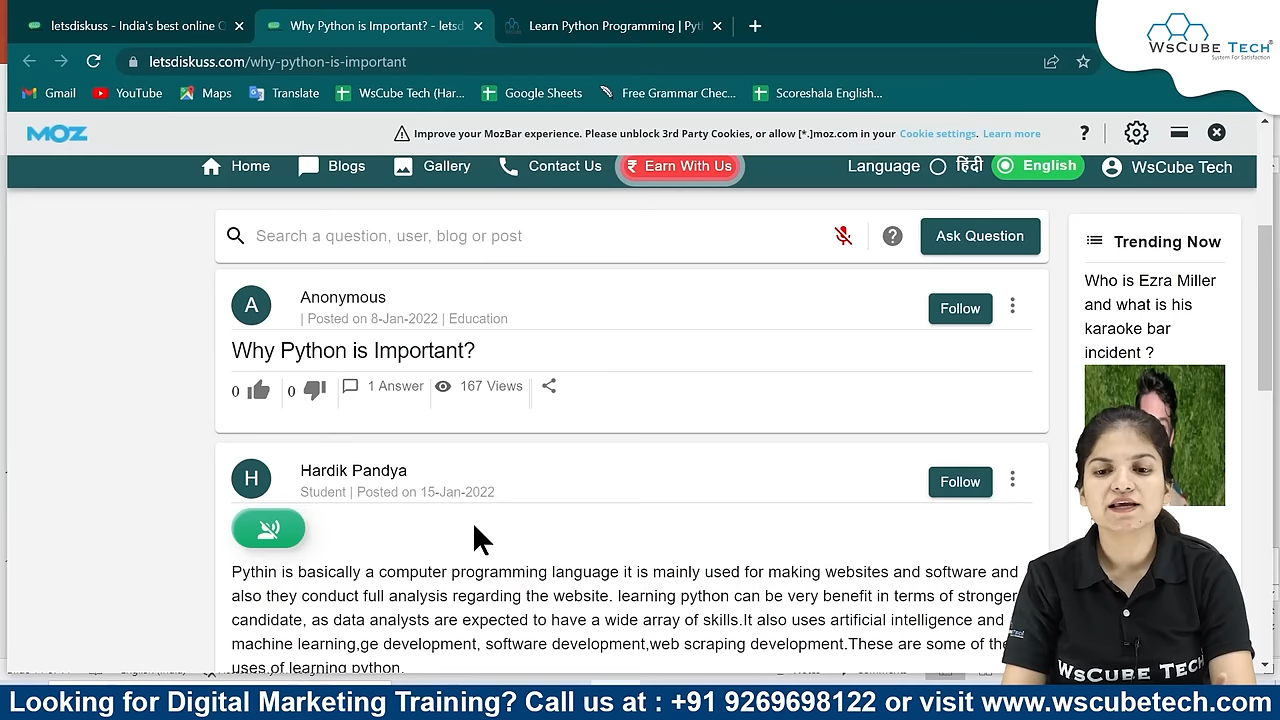 letsdiskuss - India's best online
Why Python is Important? - letsd
Learn Python Programming | Pyt
WsCube Tech
System For Satisfaction
letsdiskuss.com/why-python-is-important
Gmail
YouTube
Maps
Translate
WsCube Tech (Har...
Google Sheets
Free Grammar Chec...
Scoreshala English...
MOZ
Improve your MozBar experience. Please unblock 3rd Party Cookies, or allow [*.]moz.com in your Cookie settings. Learn more
?
Home
Blogs
Gallery
Contact Us
₹ Earn With Us
Language
हिंदी
English
WsCube Tech
Search a question, user, blog or post
Ask Question
Trending Now
Who is Ezra Miller
and what is his
karaoke bar
incident ?
A
Anonymous
| Posted on 8-Jan-2022 | Education
Follow
Why Python is Important?
0
0
1 Answer
167 Views
H
Hardik Pandya
Student | Posted on 15-Jan-2022
Follow
Pythin is basically a computer programming language it is mainly used for making websites and software and
also they conduct full analysis regarding the website. learning python can be very benefit in terms of stronger
candidate, as data analysts are expected to have a wide array of skills.It also uses artificial intelligence and
machine learning,ge development, software development,web scraping development.These are some of the
uses of learning python.
WsCube Tech
Looking for Digital Marketing Training? Call us at : +91 9269698122 or visit www.wscubetech.com